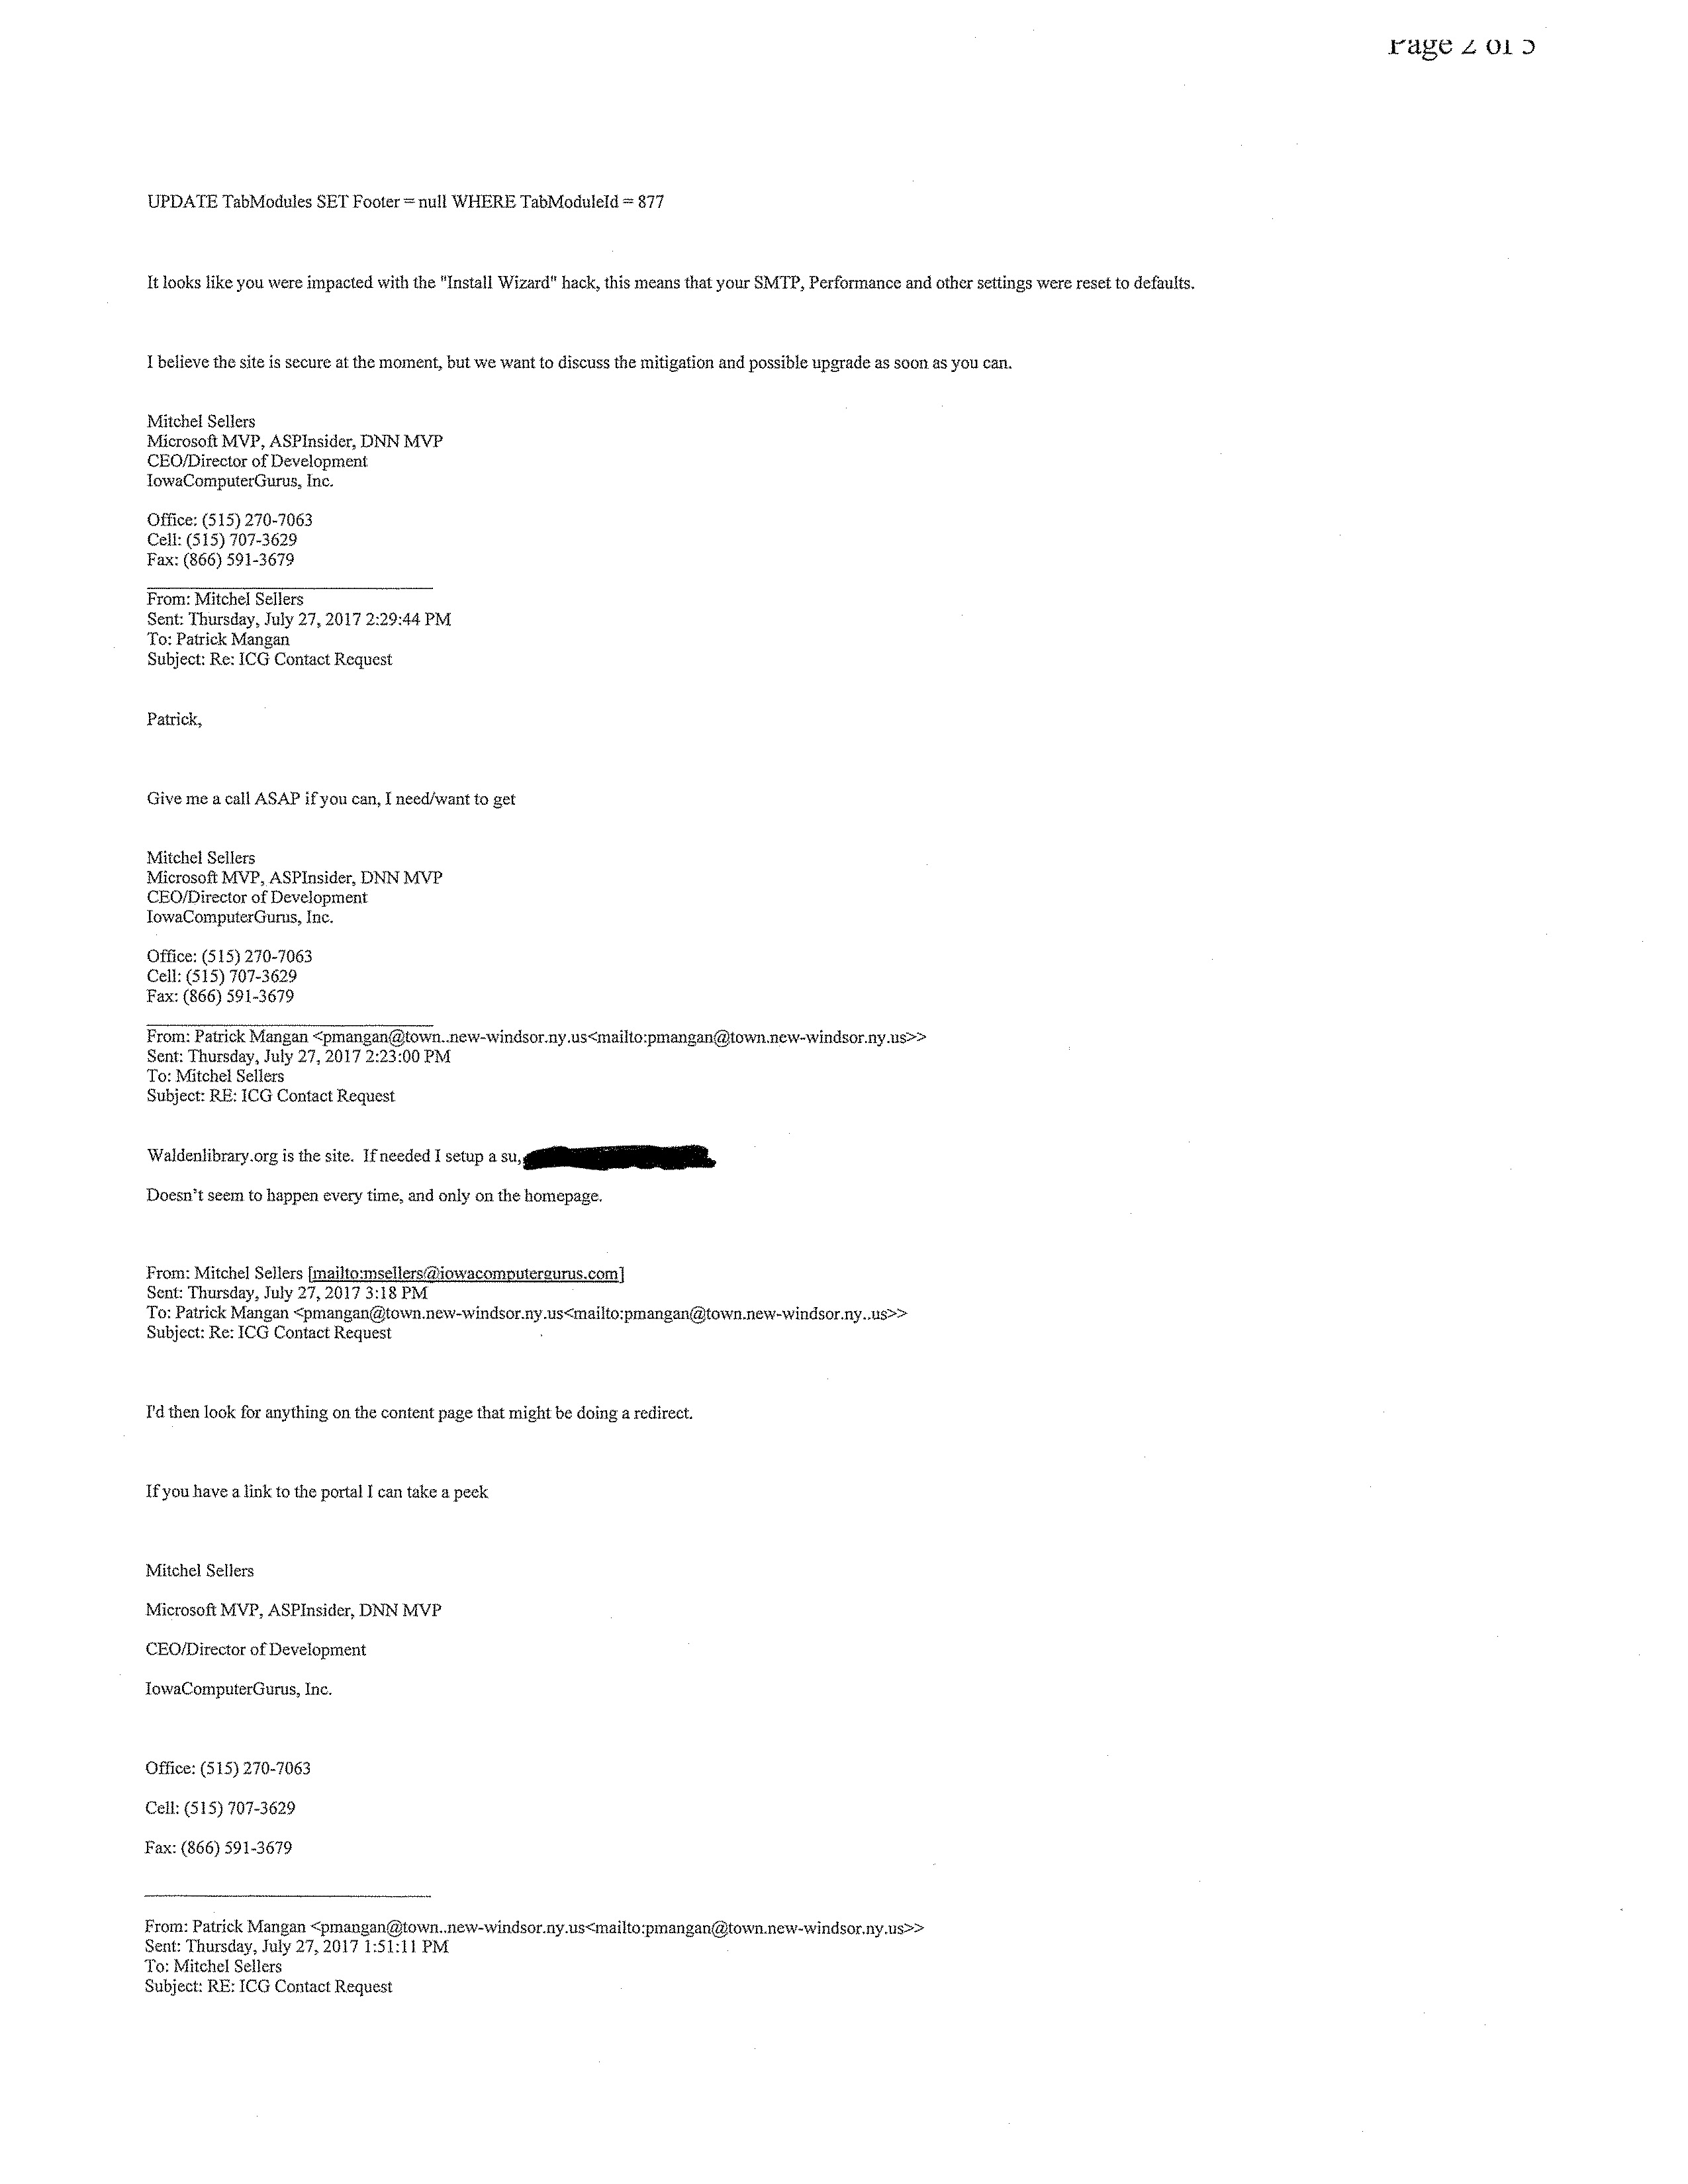 Page 2 of 5
UPDATE TabModules SET Footer = null WHERE TabModuleId = 877
It looks like you were impacted with the "Install Wizard" hack, this means that your SMTP, Performance and other settings were reset to defaults.
I believe the site is secure at the moment, but we want to discuss the mitigation and possible upgrade as soon as you can.
Mitchel Sellers
Microsoft MVP, ASPInsider, DNN MVP
CEO/Director of Development
IowaComputerGurus, Inc.
Office: (515) 270-7063
Cell: (515) 707-3629
Fax: (866) 591-3679
From: Mitchel Sellers
Sent: Thursday, July 27, 2017 2:29:44 PM
To: Patrick Mangan
Subject: Re: ICG Contact Request
Patrick,
Give me a call ASAP if you can, I need/want to get
Mitchel Sellers
Microsoft MVP, ASPInsider, DNN MVP
CEO/Director of Development
IowaComputerGurus, Inc.
Office: (515) 270-7063
Cell: (515) 707-3629
Fax: (866) 591-3679
From: Patrick Mangan <pmangan@town..new-windsor.ny.us<mailto:pmangan@town.new-windsor.ny.us>>
Sent: Thursday, July 27, 2017 2:23:00 PM
To: Mitchel Sellers
Subject: RE: ICG Contact Request
Waldenlibrary.org is the site. If needed I setup a su,
Doesn't seem to happen every time, and only on the homepage.
From: Mitchel Sellers [mailto:msellers@iowacomputergurus.com]
Sent: Thursday, July 27, 2017 3:18 PM
To: Patrick Mangan <pmangan@town.new-windsor.ny.us<mailto:pmangan@town.new-windsor.ny..us>>
Subject: Re: ICG Contact Request
I'd then look for anything on the content page that might be doing a redirect.
If you have a link to the portal I can take a peek
Mitchel Sellers
Microsoft MVP, ASPInsider, DNN MVP
CEO/Director of Development
IowaComputerGurus, Inc.
Office: (515) 270-7063
Cell: (515) 707-3629
Fax: (866) 591-3679
From: Patrick Mangan <pmangan@town..new-windsor.ny.us<mailto:pmangan@town.new-windsor.ny.us>>
Sent: Thursday, July 27, 2017 1:51:11 PM
To: Mitchel Sellers
Subject: RE: ICG Contact Request